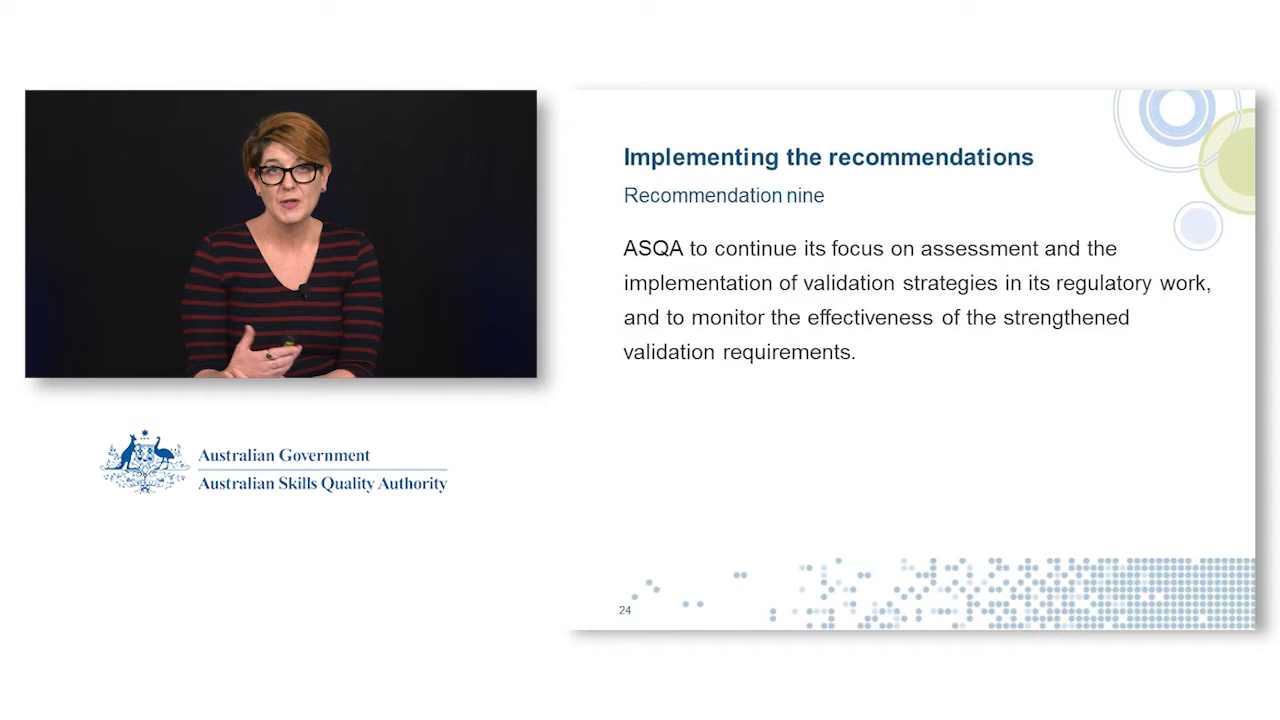 Implementing the recommendations
Recommendation nine
ASQA to continue its focus on assessment and the
implementation of validation strategies in its regulatory work,
and to monitor the effectiveness of the strengthened
validation requirements.
24
Australian Government
Australian Skills Quality Authority